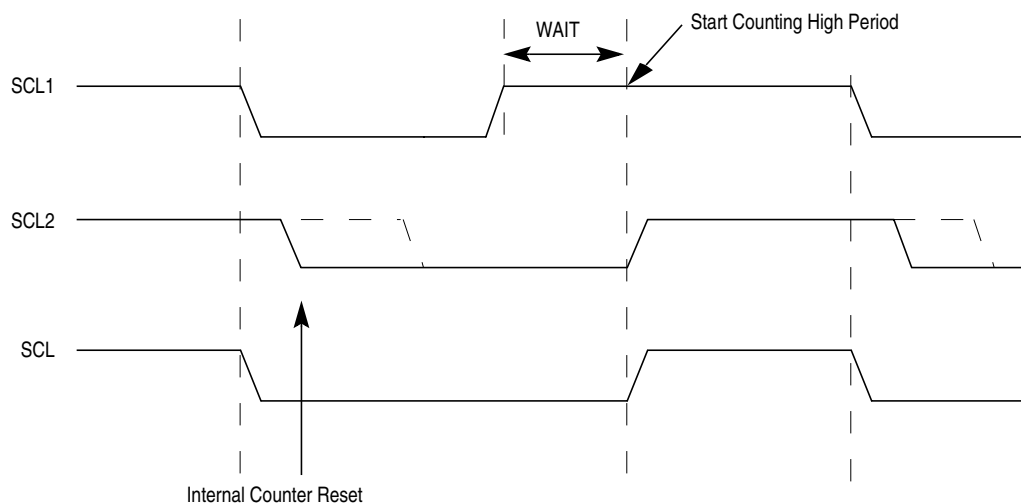 WAIT
Start Counting High Period
SCL1
SCL2
SCL
Internal Counter Reset